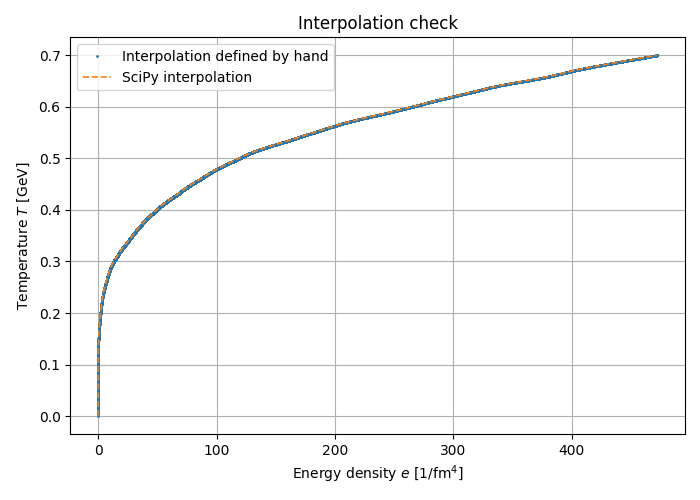 Interpolation check
Interpolation defined by hand
SciPy interpolation
Temperature T [GeV]
0.7
0.6
0.5
0.4
0.3
0.2
0.1
0.0
0
100
200
300
400
Energy density e [1/fm⁴]